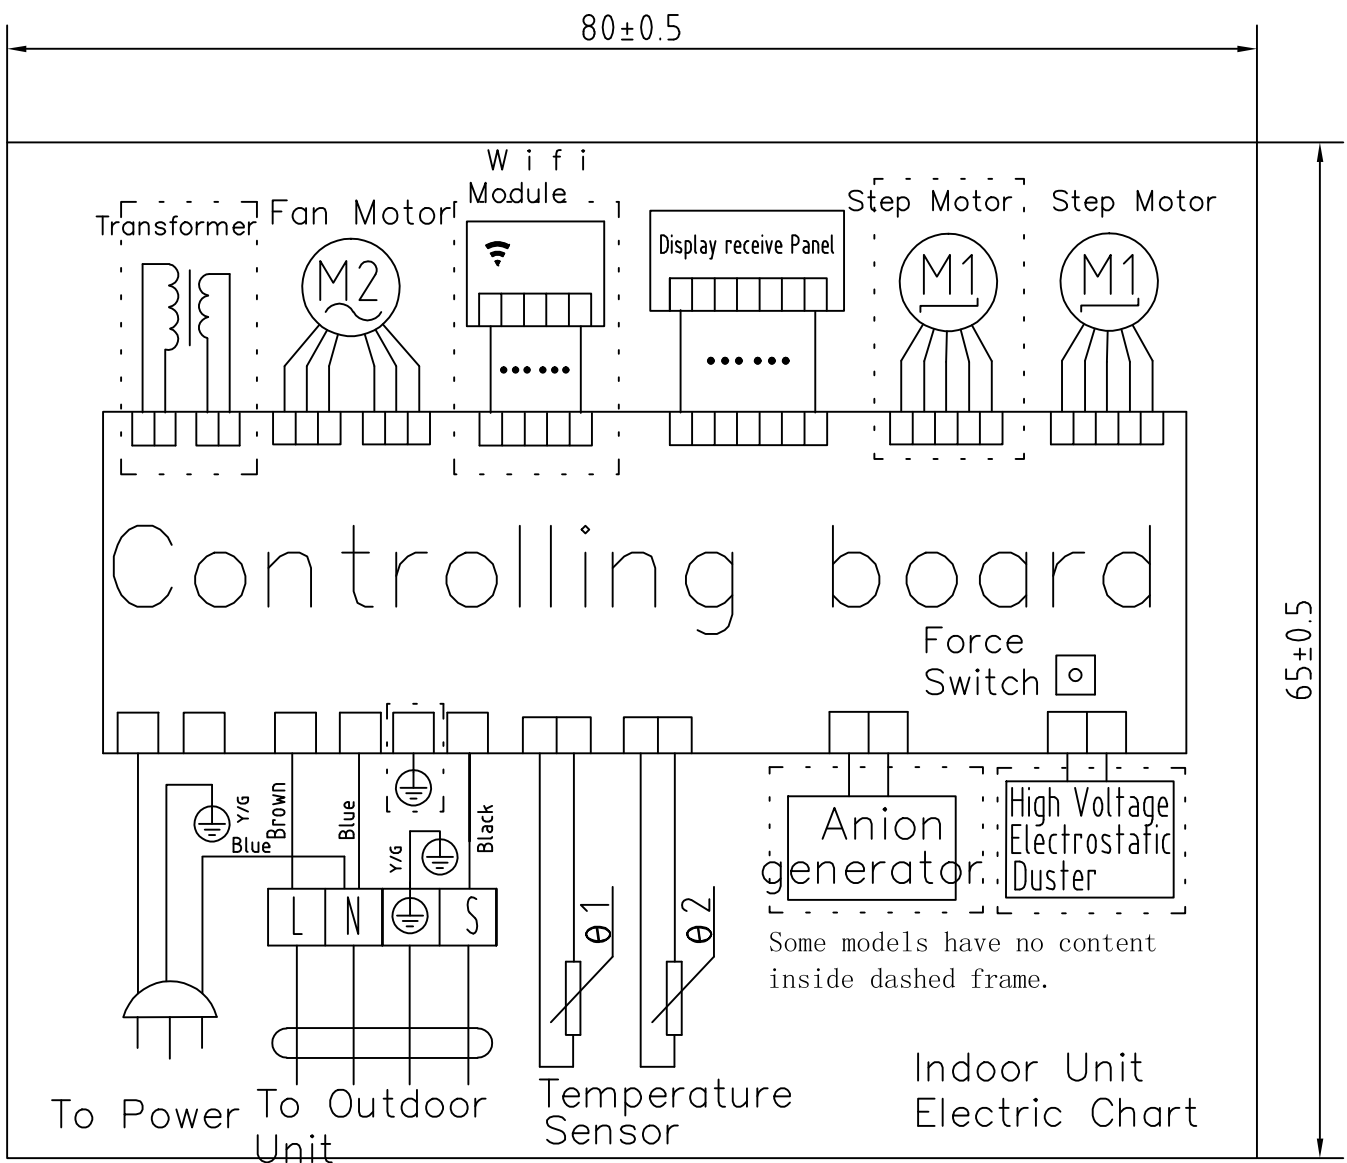 80±0.5
Wifi
Module
Transformer
Fan Motor
Step Motor
Step Motor
Display receive Panel
M2
M1
M1
Controlling board
65±0.5
Force
Switch
Y/G
Brown
Blue
Blue
Y/G
Black
L
N
S
θ1
θ2
Anion
generator
High Voltage
Electrostatic
Duster
Some models have no content
inside dashed frame.
To Power
To Outdoor
Unit
Temperature
Sensor
Indoor Unit
Electric Chart